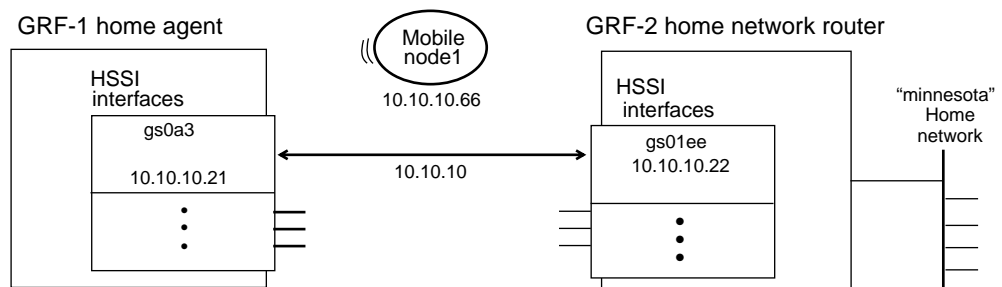 GRF-1 home agent
HSSI
interfaces
gs0a3
10.10.10.21
Mobile
node1
10.10.10.66
10.10.10
GRF-2 home network router
HSSI
interfaces
gs01ee
10.10.10.22
“minnesota”
Home
network